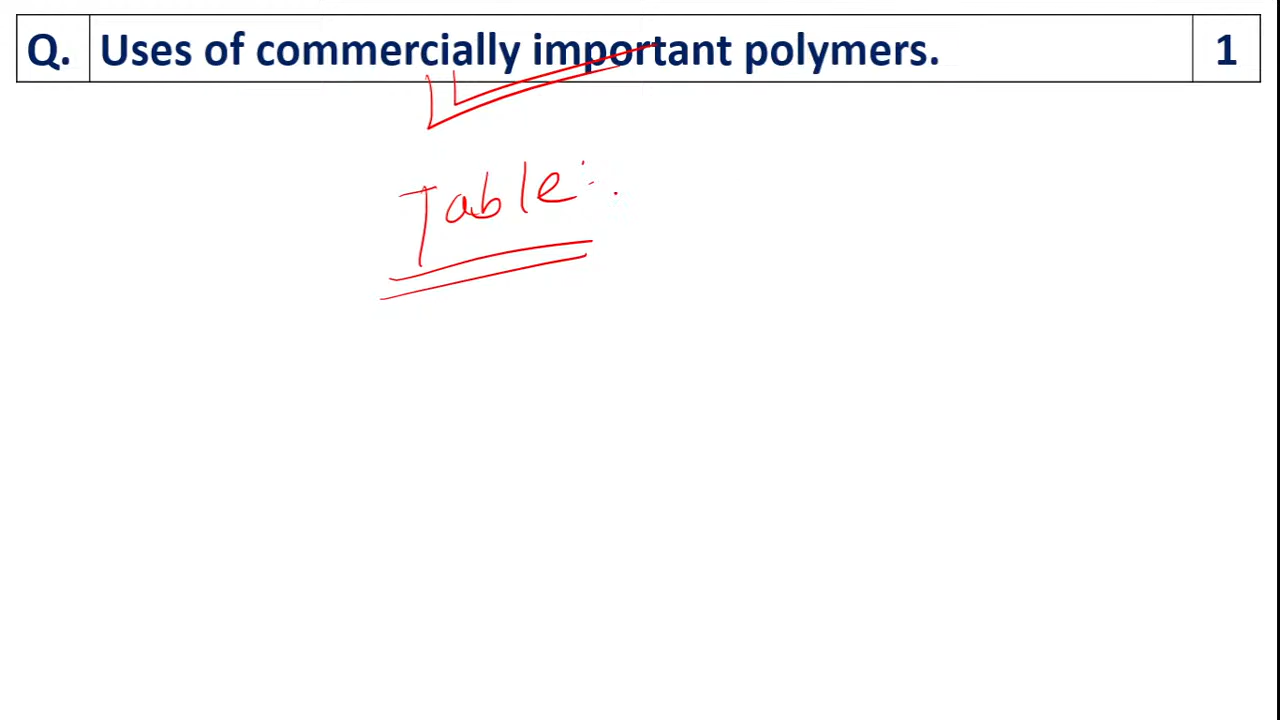 Q. Uses of commercially important polymers. 1
Table: